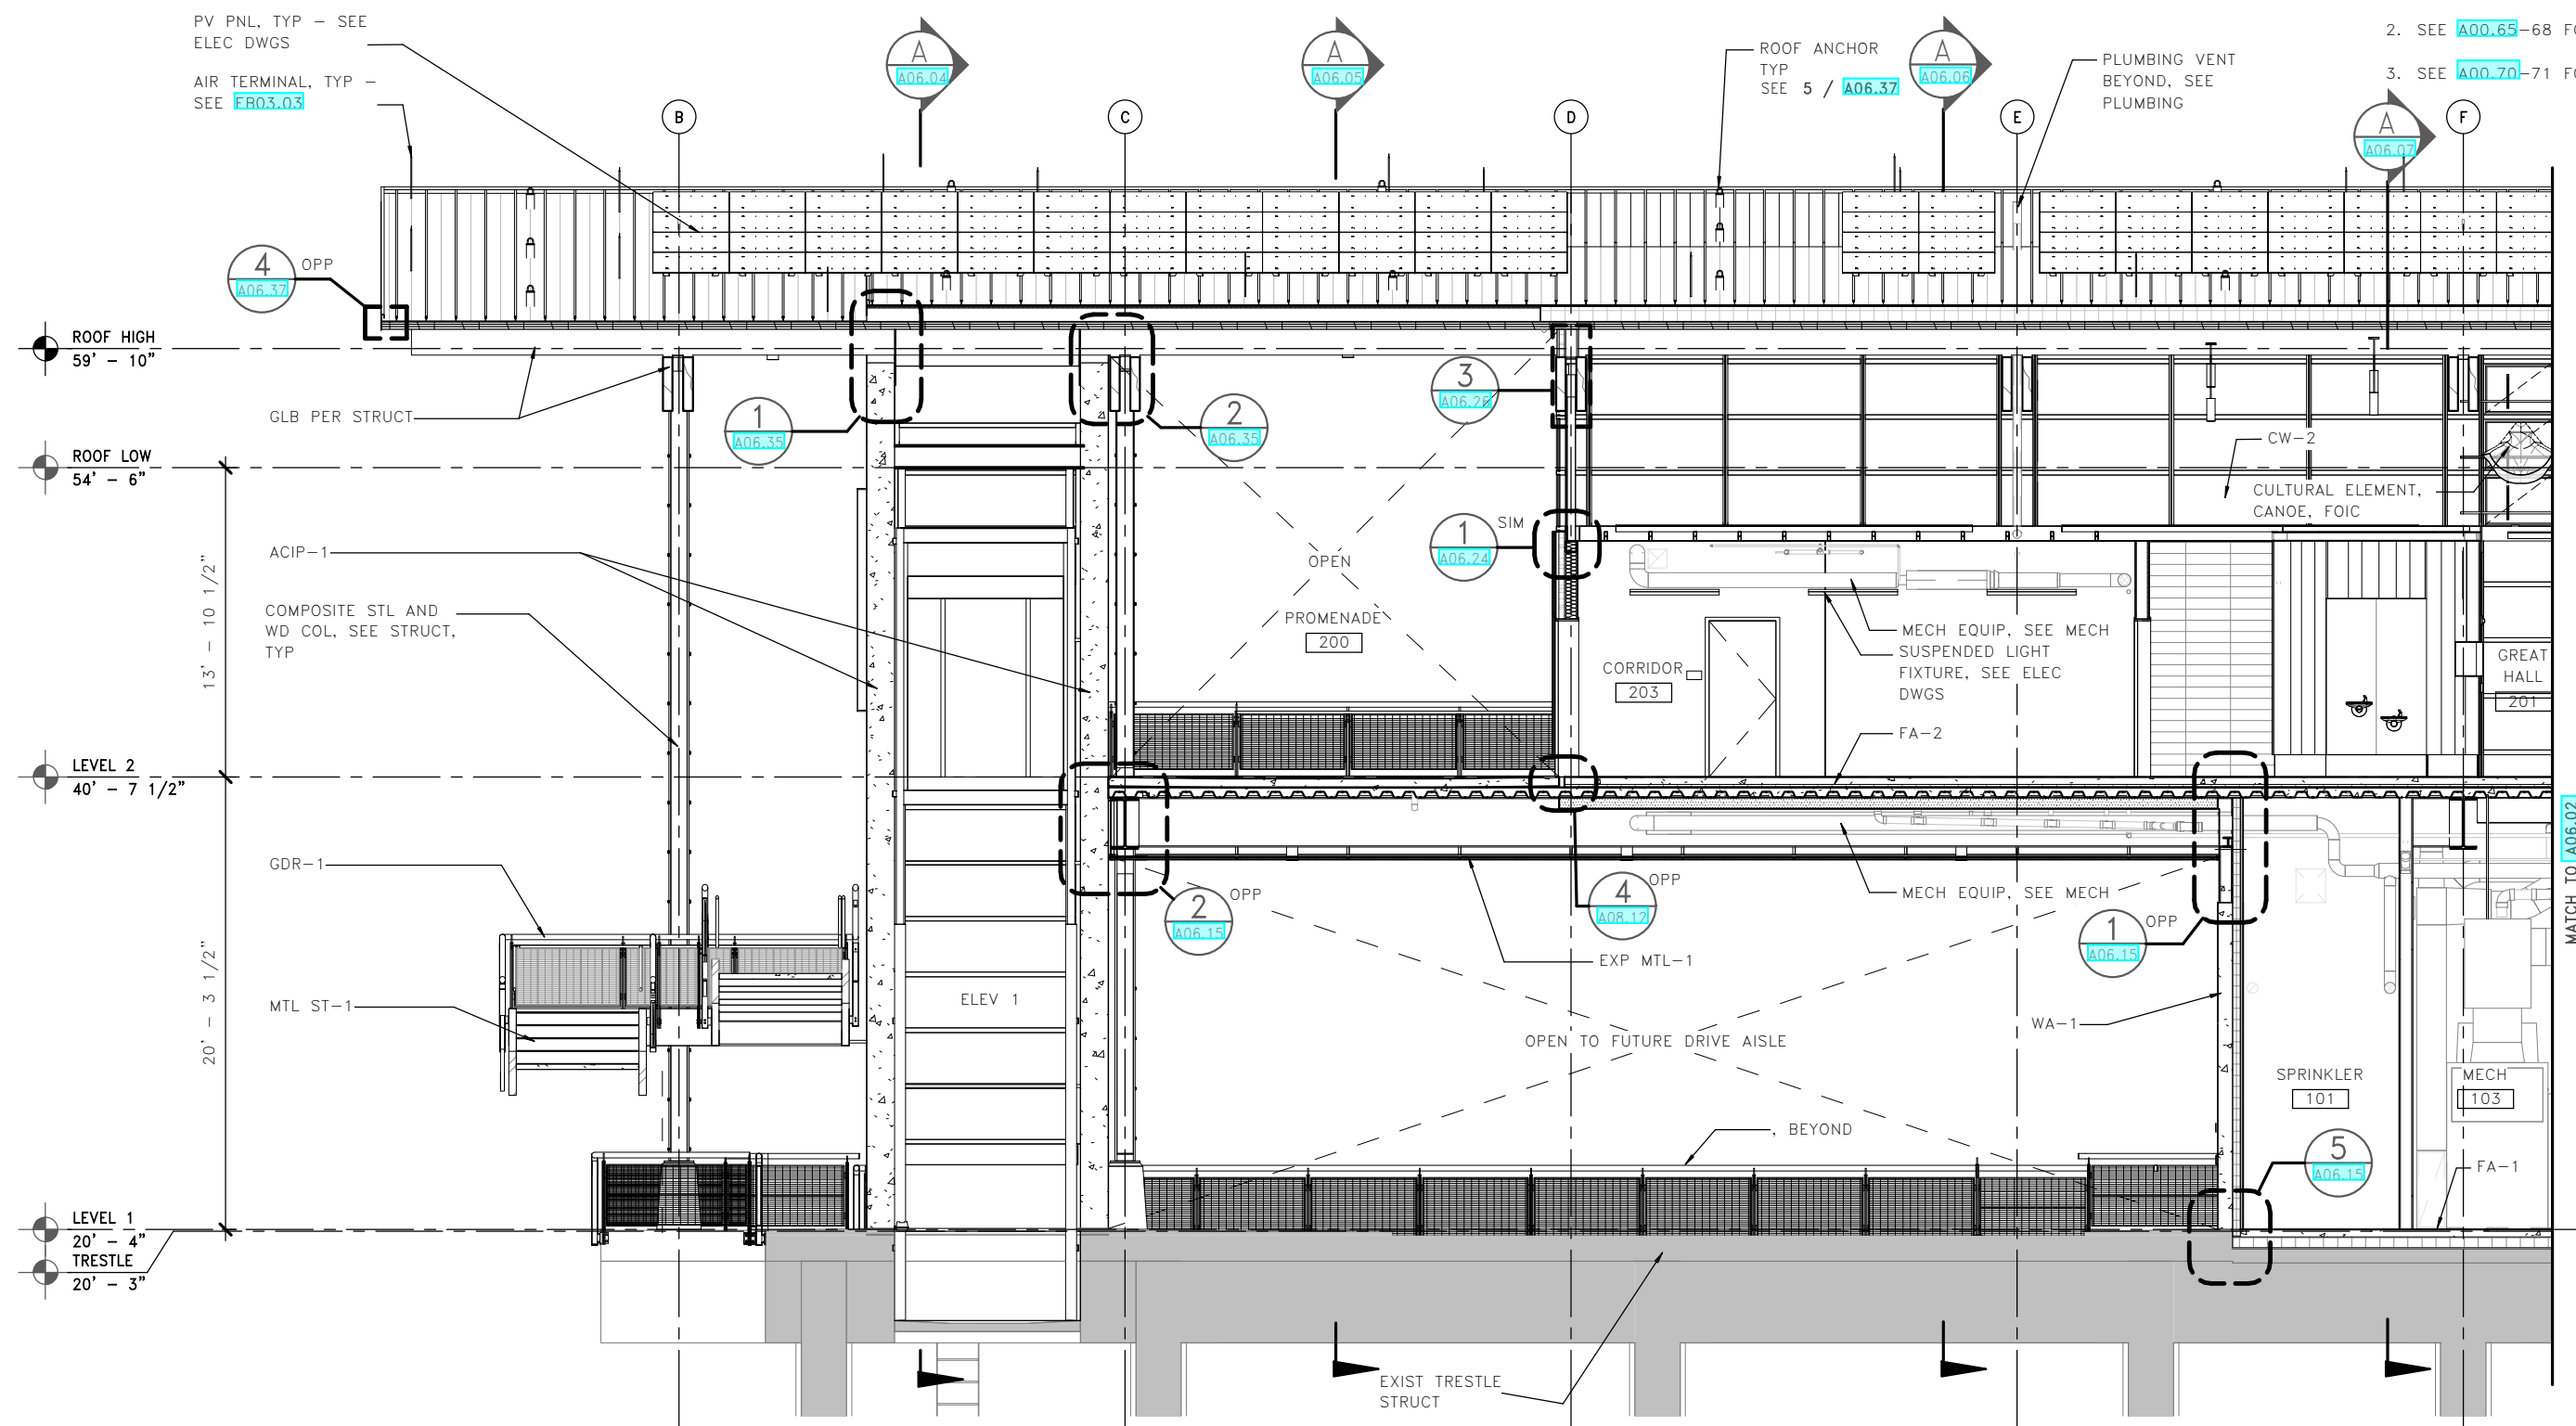 PV PNL, TYP – SEE
ELEC DWGS
AIR TERMINAL, TYP –
SEE EB03.03
A
A06.04
A
A06.05
ROOF ANCHOR
TYP
SEE 5 / A06.37
A
A06.06
PLUMBING VENT
BEYOND, SEE
PLUMBING
2. SEE A00.65–68 FO
3. SEE A00.70–71 FO
A
A06.07
B
C
D
E
F
4
A06.37
OPP
ROOF HIGH
59' – 10"
GLB PER STRUCT
1
A06.35
2
A06.35
3
A06.26
ROOF LOW
54' – 6"
CW–2
CULTURAL ELEMENT,
CANOE, FOIC
1
A06.24
SIM
ACIP–1
OPEN
13' – 10 1/2"
COMPOSITE STL AND
WD COL, SEE STRUCT,
TYP
PROMENADE
200
MECH EQUIP, SEE MECH
SUSPENDED LIGHT
FIXTURE, SEE ELEC
DWGS
CORRIDOR
203
GREAT
HALL
201
FA–2
LEVEL 2
40' – 7 1/2"
GDR–1
2
A06.15
OPP
4
A08.12
OPP
MECH EQUIP, SEE MECH
1
A06.15
OPP
MATCH TO A06.02
EXP MTL–1
20' – 3 1/2"
MTL ST–1
ELEV 1
WA–1
OPEN TO FUTURE DRIVE AISLE
SPRINKLER
101
MECH
103
, BEYOND
5
A06.15
FA–1
LEVEL 1
20' – 4"
TRESTLE
20' – 3"
EXIST TRESTLE
STRUCT